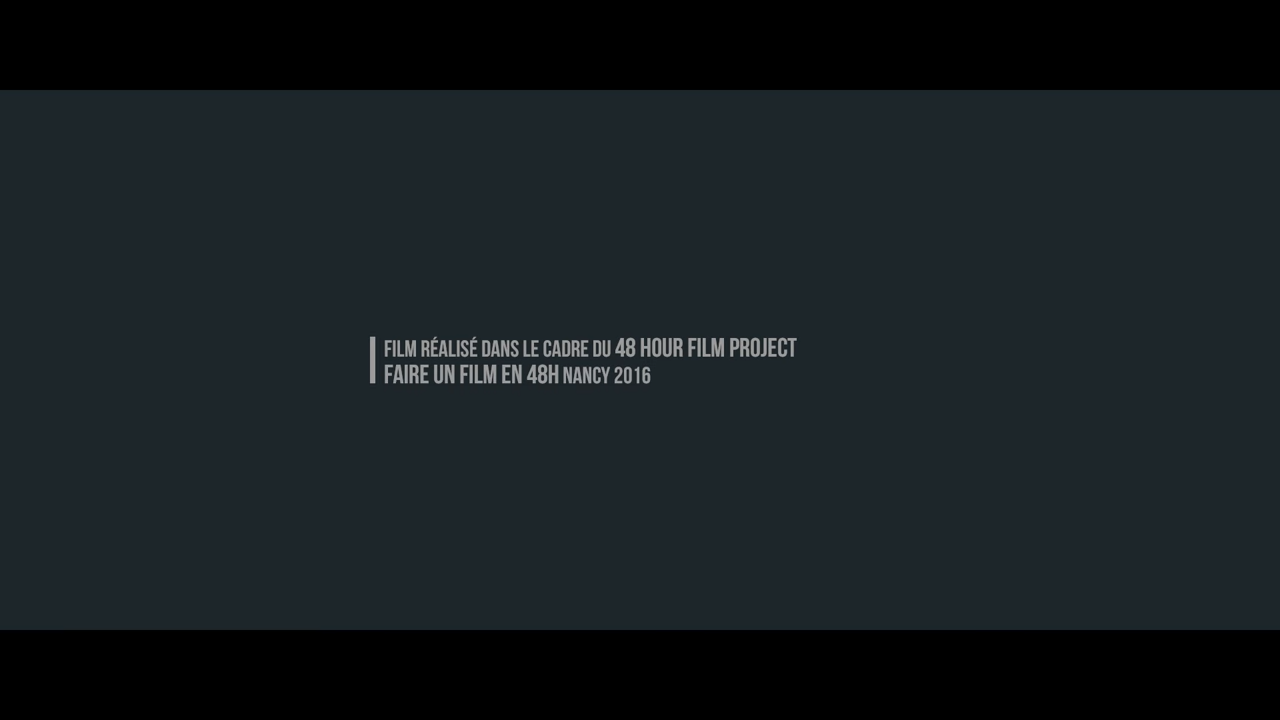 FILM RÉALISÉ DANS LE CADRE DU 48 HOUR FILM PROJECT
FAIRE UN FILM EN 48H NANCY 2016